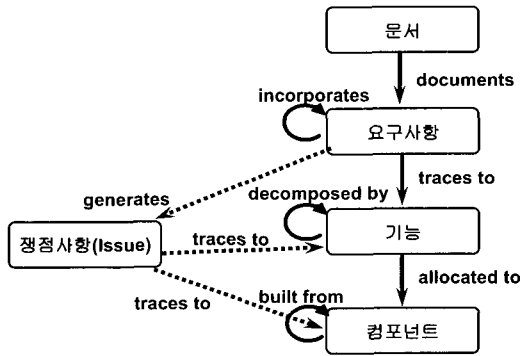 문서
documents
incorporates
요구사항
traces to
generates
decomposed by
기능
쟁점사항(Issue)
traces to
allocated to
traces to
built from
컴포넌트